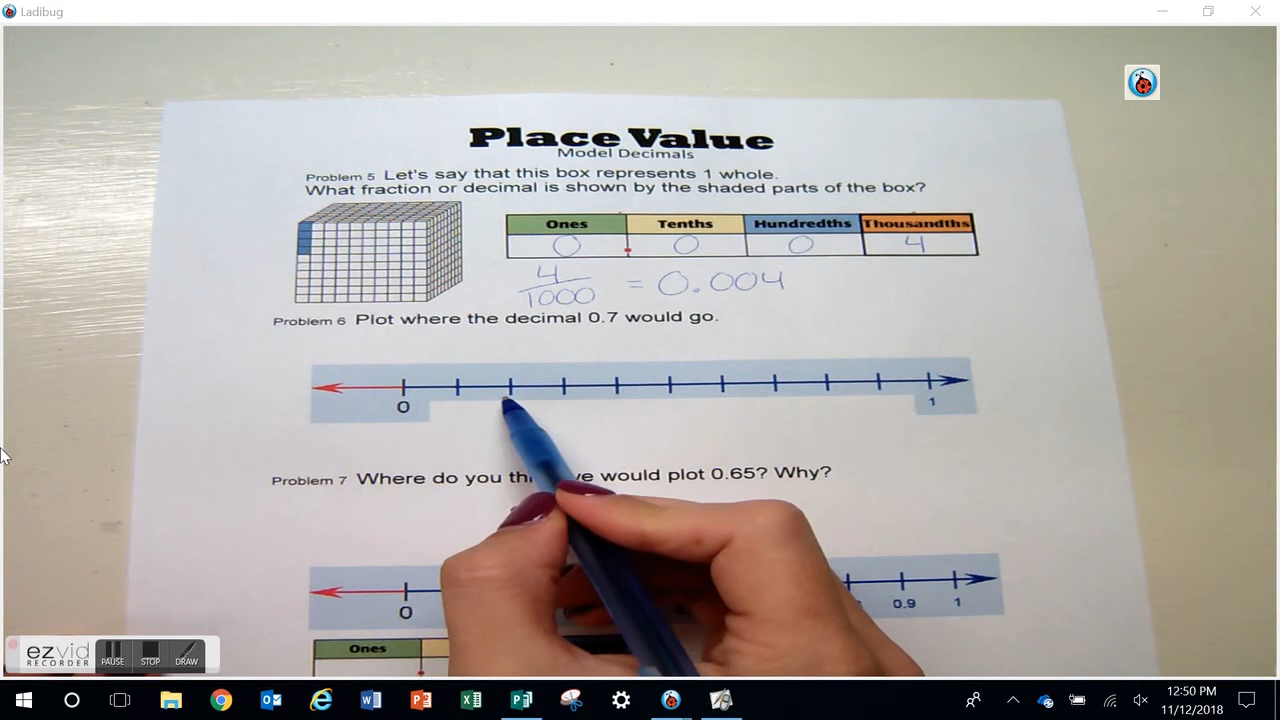 Ladibug
Place Value
Model Decimals
Problem 5 Let's say that this box represents 1 whole.
What fraction or decimal is shown by the shaded parts of the box?
Ones Tenths Hundredths Thousandths
0 . 0 0 4
4/1000 = 0.004
Problem 6 Plot where the decimal 0.7 would go.
0 1
Problem 7 Where do you we would plot 0.65? Why?
0 0.9 1
Ones
ezvid
RECORDER
PAUSE STOP DRAW
12:50 PM
11/12/2018